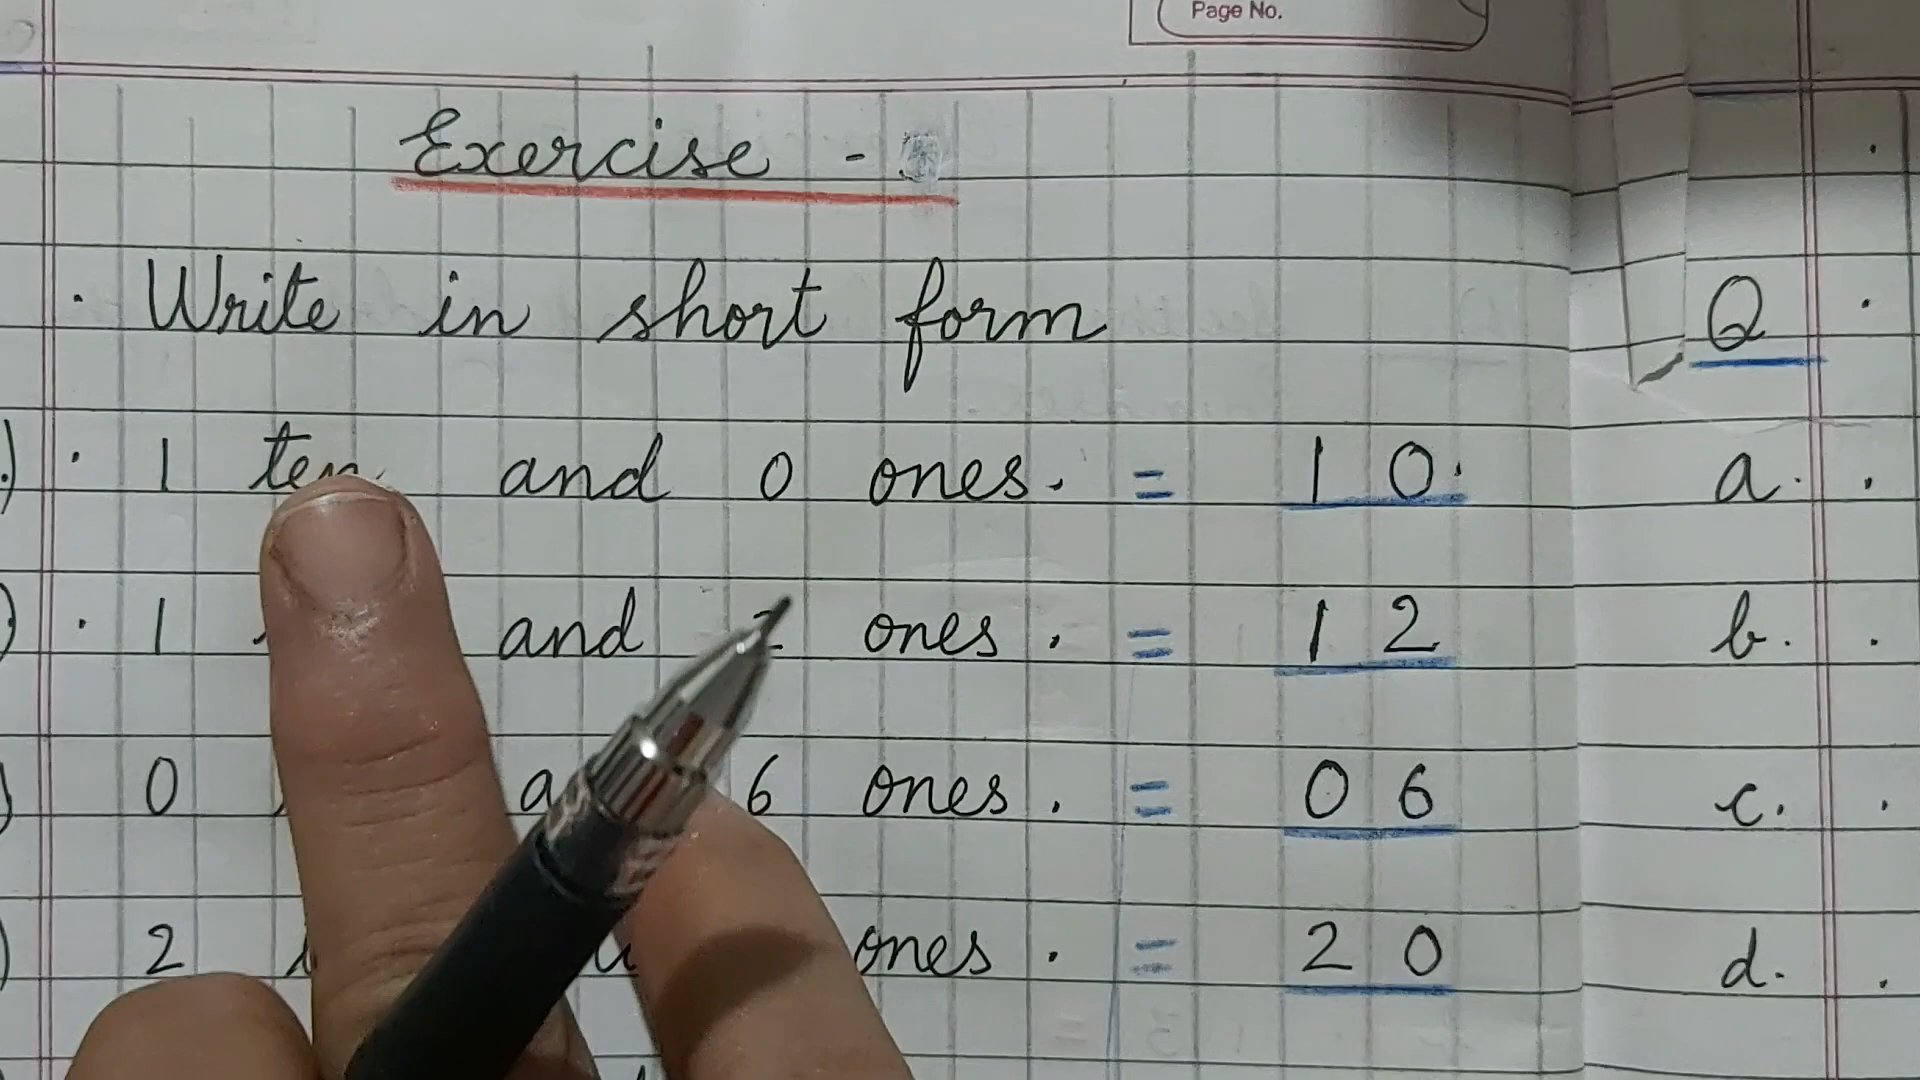 Page No.
Exercise -
. Write in short form
) . 1 ten and 0 ones. = 10.
) . 1 and 2 ones. = 12
) 0 6 ones. = 06
) 2 ones. = 20
Q .
a. .
b. .
c. .
d. .